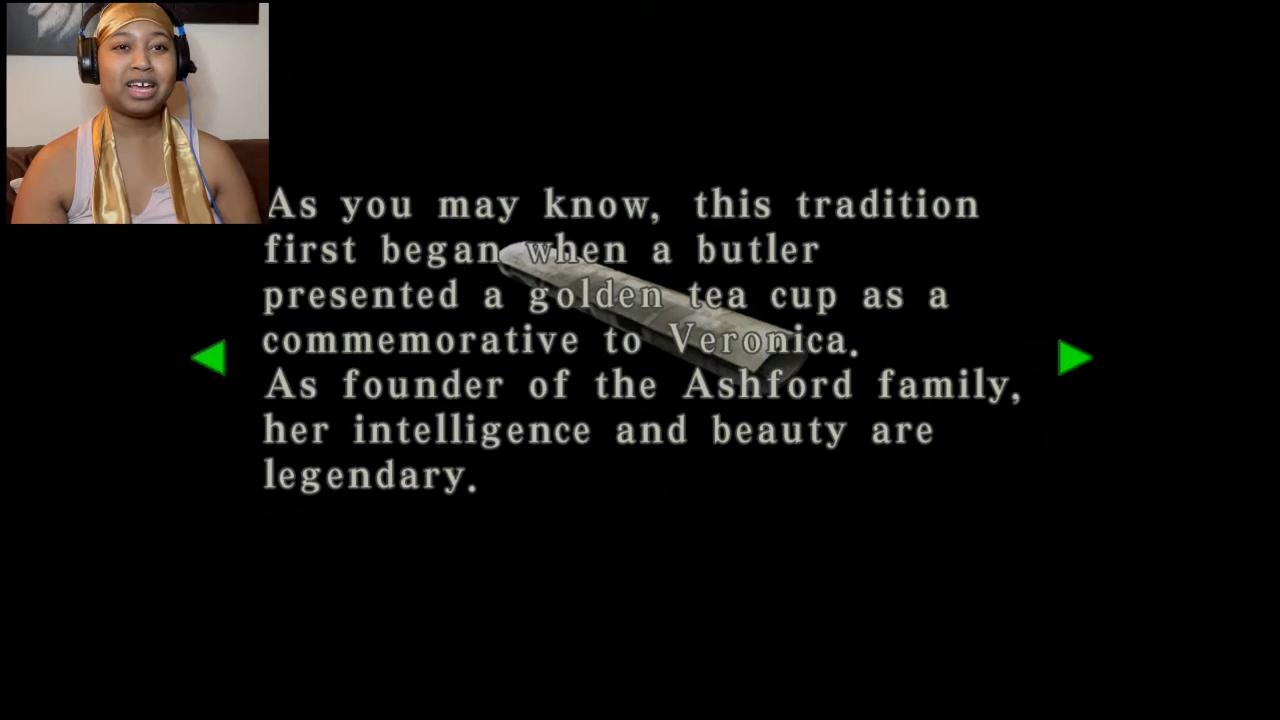 As you may know, this tradition
first began when a butler
presented a golden tea cup as a
commemorative to Veronica.
As founder of the Ashford family,
her intelligence and beauty are
legendary.